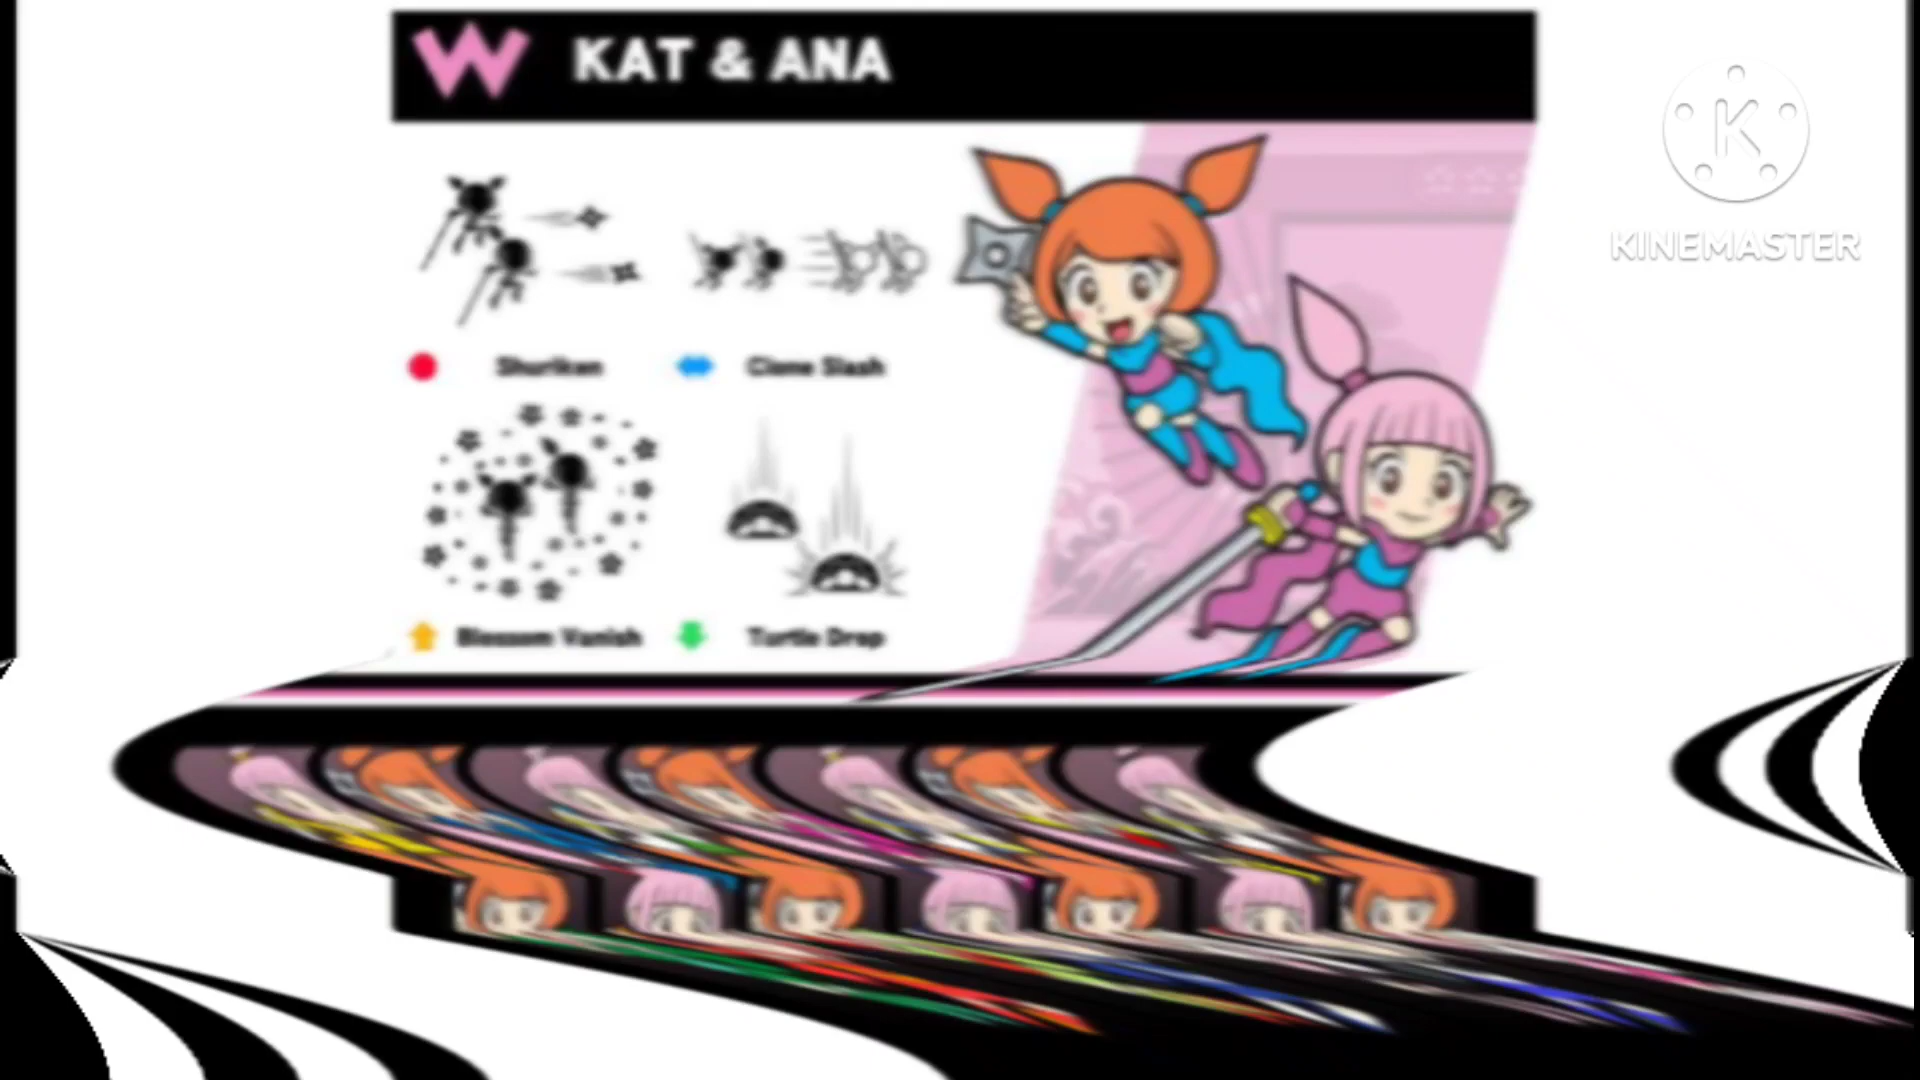 W KAT & ANA
KINEMASTER
Shuriken
Clone Slash
Blossom Vanish
Turtle Drop